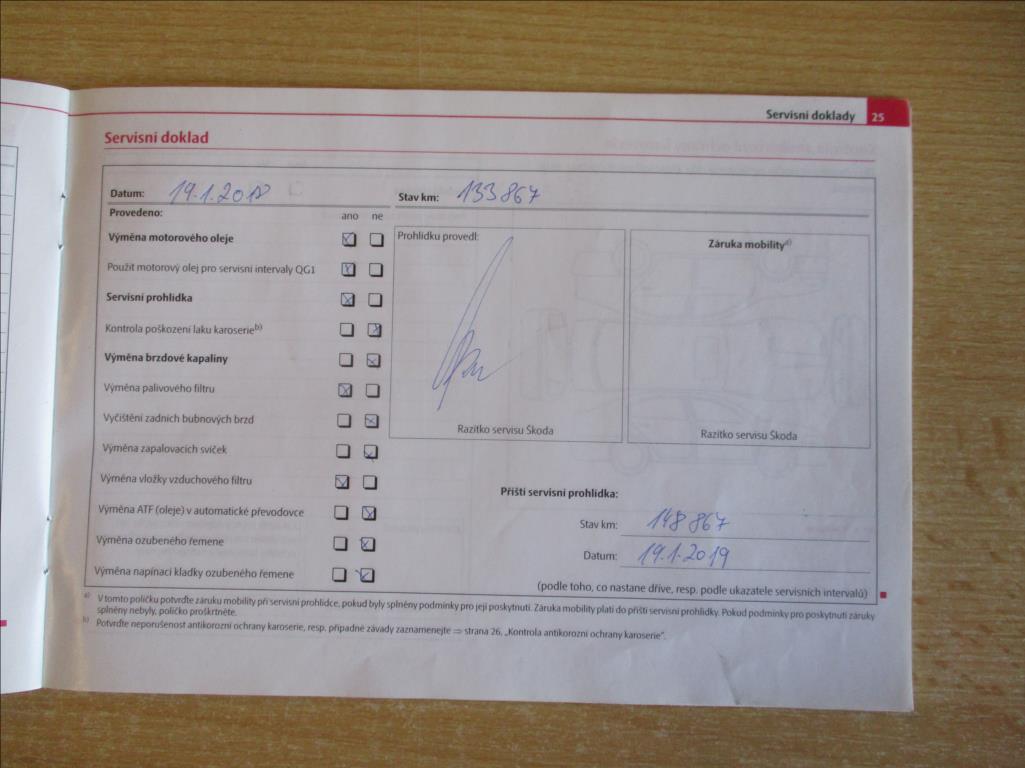 Servisní doklady 25
Servisní doklad
Datum: 19.1.2018 Stav km: 133 867
Provedeno: ano ne
Výměna motorového oleje
Použit motorový olej pro servisní intervaly QG1
Servisní prohlídka
Kontrola poškození laku karoserie b)
Výměna brzdové kapaliny
Výměna palivového filtru
Vyčištění zadních bubnových brzd
Výměna zapalovacích svíček
Výměna vložky vzduchového filtru
Výměna ATF (oleje) v automatické převodovce
Výměna ozubeného řemene
Výměna napínací kladky ozubeného řemene
Prohlídku provedl:
Razítko servisu Škoda
Záruka mobility a)
Razítko servisu Škoda
Příští servisní prohlídka:
Stav km: 148 867
Datum: 19.1.2019
(podle toho, co nastane dříve, resp. podle ukazatele servisních intervalů)
a) V tomto políčku potvrďte záruku mobility při servisní prohlídce, pokud byly splněny podmínky pro její poskytnutí. Záruka mobility platí do příští servisní prohlídky. Pokud podmínky pro poskytnutí záruky
splněny nebyly, políčko proškrtněte.
b) Potvrďte neporušenost antikorozní ochrany karoserie, resp. případné závady zaznamenejte ⇒ strana 26, „Kontrola antikorozní ochrany karoserie“.